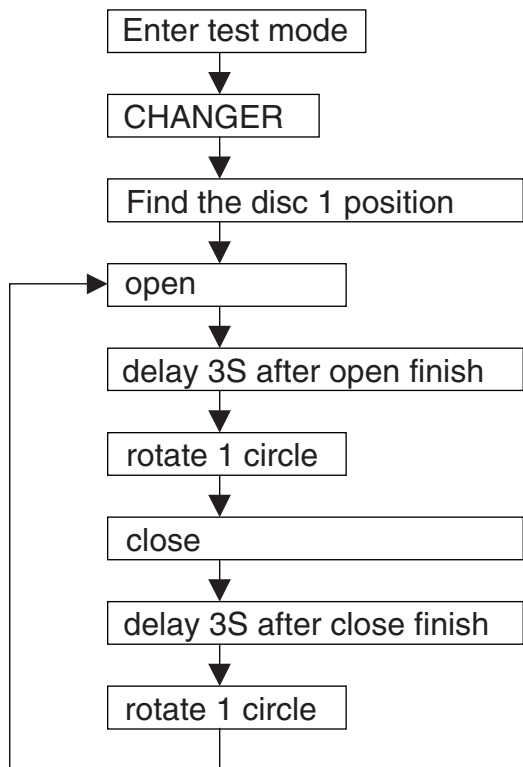 Enter test mode
CHANGER
Find the disc 1 position
open
delay 3S after open finish
rotate 1 circle
close
delay 3S after close finish
rotate 1 circle